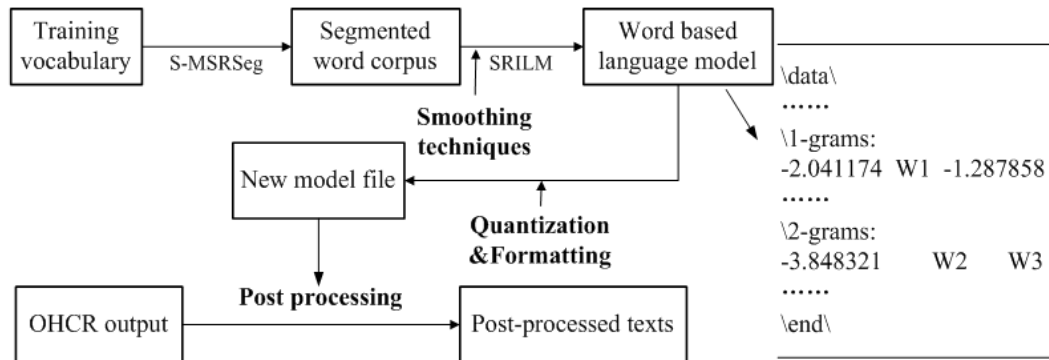 Training
vocabulary
S-MSRSeg
Segmented
word corpus
SRILM
Word based
language model
Smoothing
techniques
New model file
Quantization
&Formatting
Post processing
OHCR output
Post-processed texts
\data\
......
\1-grams:
-2.041174 W1 -1.287858
......
\2-grams:
-3.848321 W2 W3
......
\end\